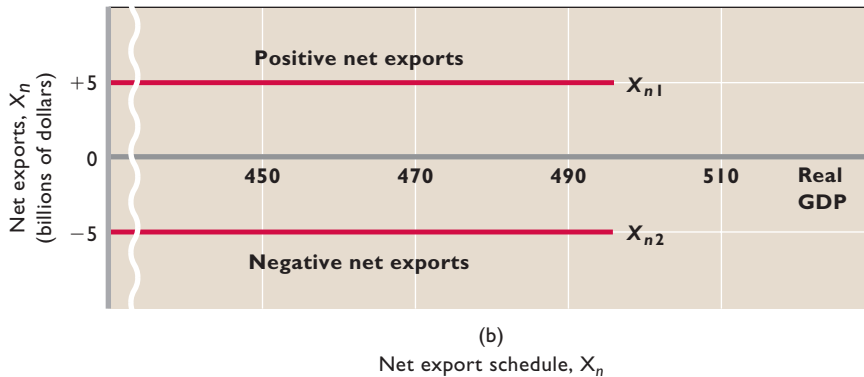 Net exports, Xn
(billions of dollars)
Positive net exports
+5
Xn1
0
450
470
490
510
Real
GDP
−5
Xn2
Negative net exports
(b)
Net export schedule, Xn